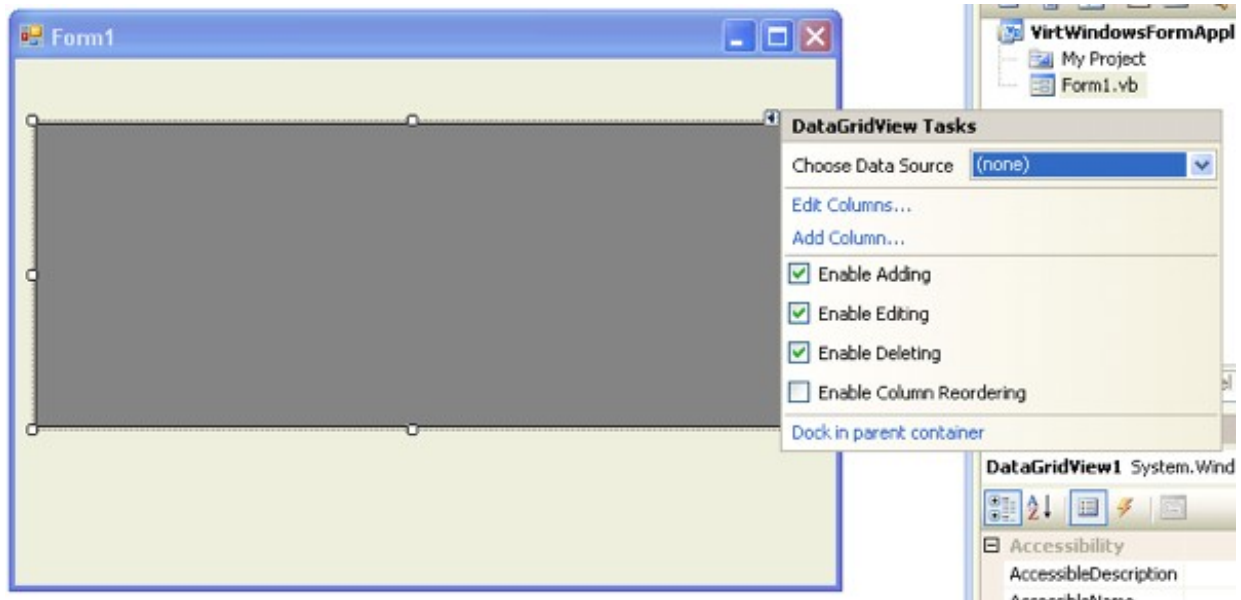 Form1
VirtWindowsFormAppl
My Project
Form1.vb
DataGridView Tasks
Choose Data Source (none)
Edit Columns...
Add Column...
Enable Adding
Enable Editing
Enable Deleting
Enable Column Reordering
Dock in parent container
DataGridView1 System.Wind
Accessibility
AccessibleDescription